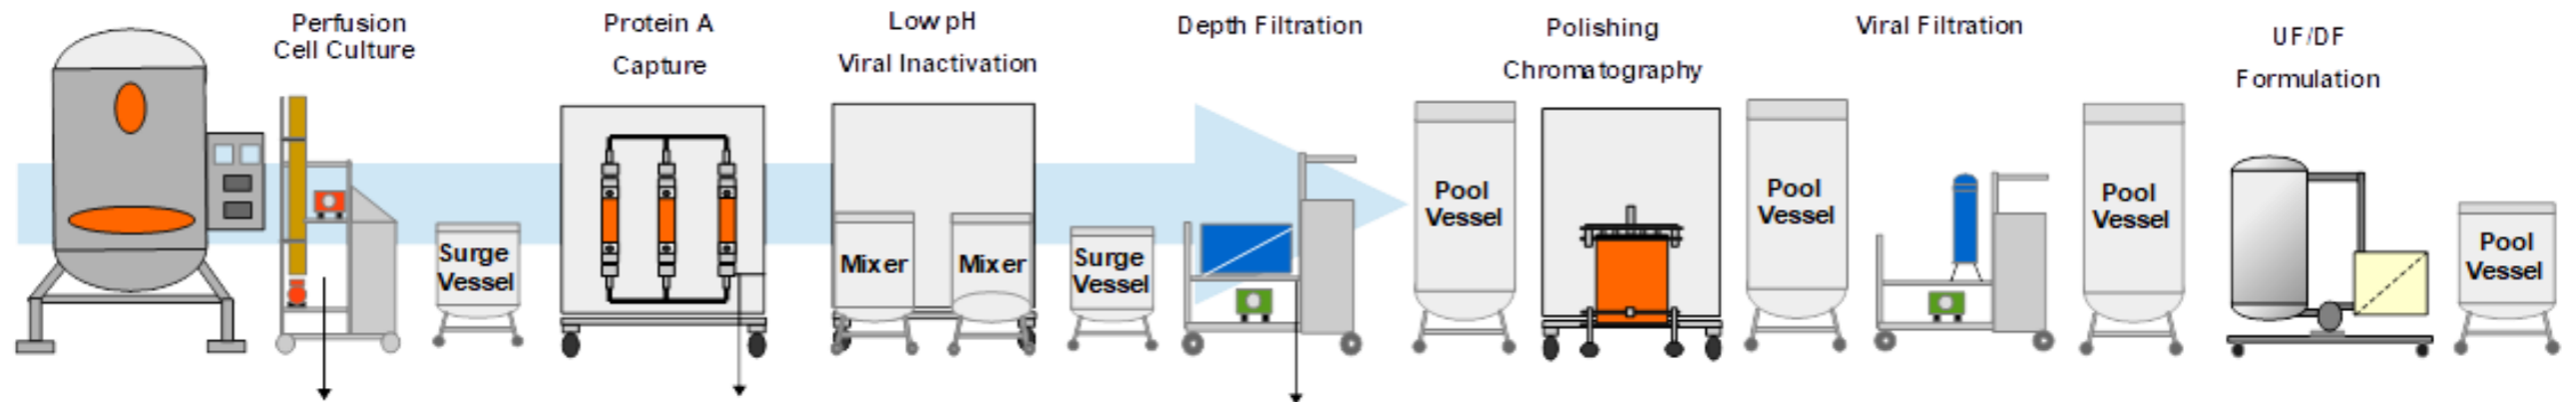 Perfusion
Cell Culture
Protein A
Capture
Low pH
Viral Inactivation
Depth Filtration
Polishing
Chromatography
Viral Filtration
UF/DF
Formulation
Surge
Vessel
Mixer
Mixer
Surge
Vessel
Pool
Vessel
Pool
Vessel
Pool
Vessel
Pool
Vessel